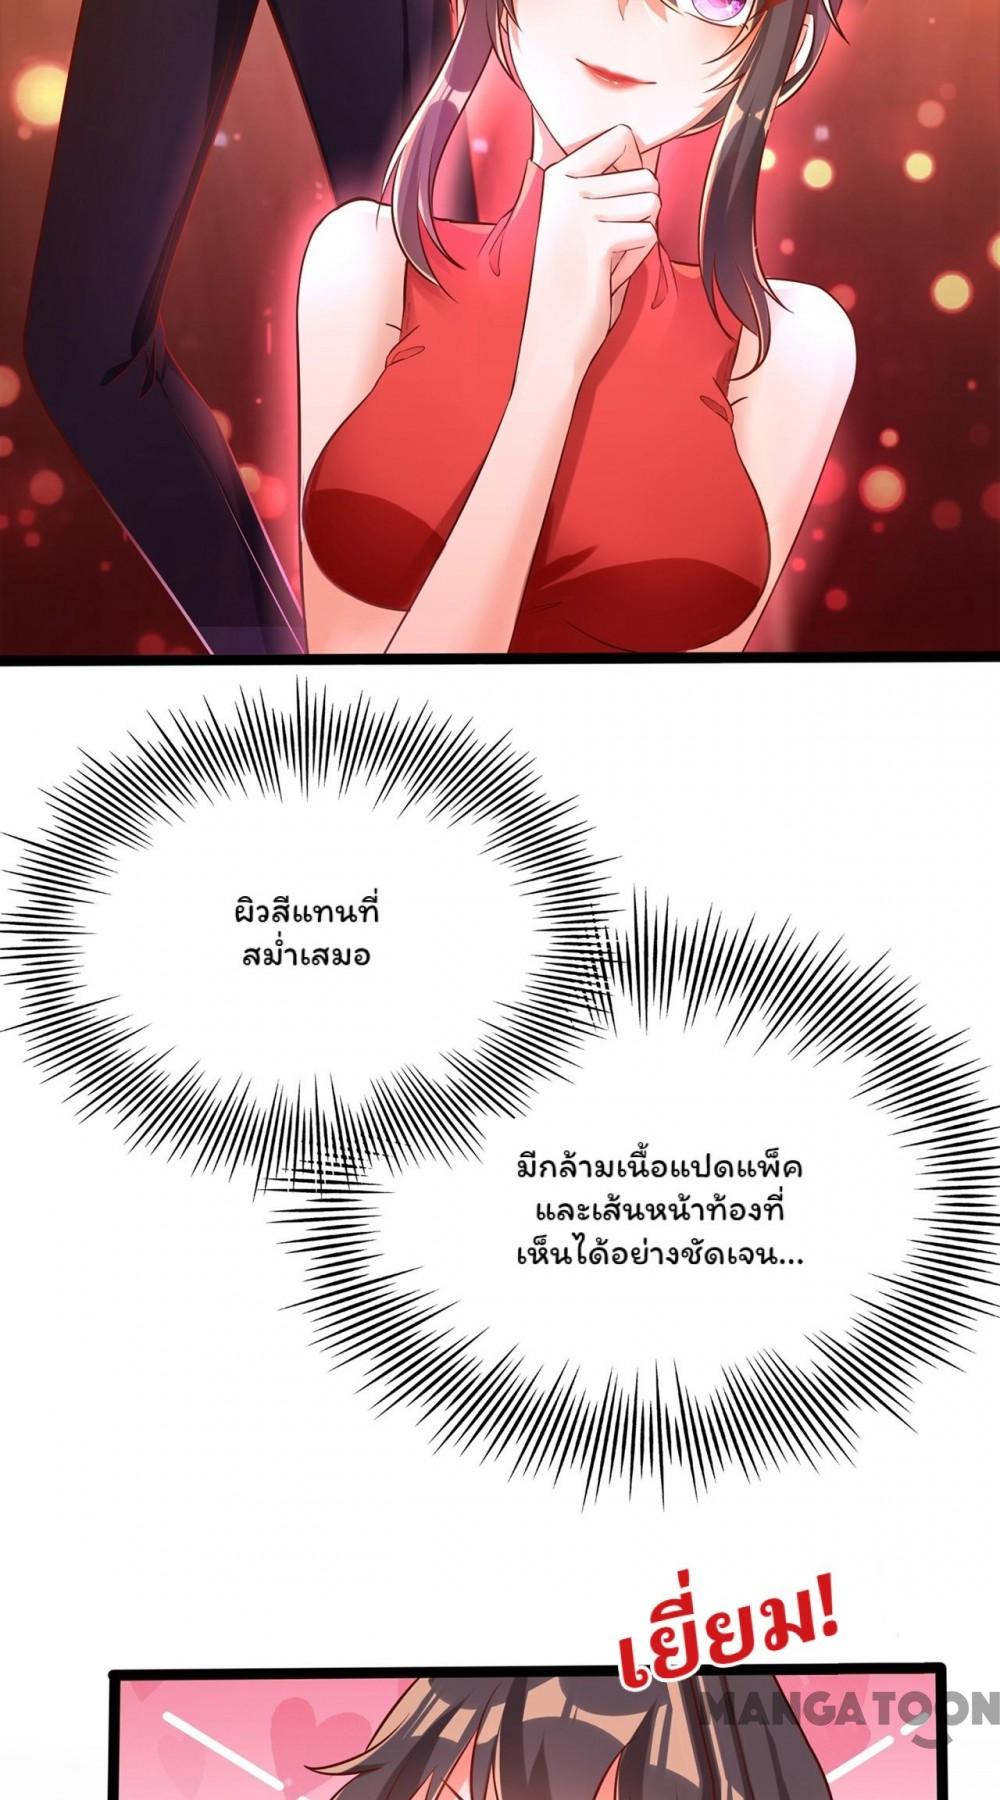 ผิวสีแทนที่
สม่ำเสมอ
มีกล้ามเนื้อแปดแพ็ค
และเส้นหน้าท้องที่
เห็นได้อย่างชัดเจน...
เยี่ยม!
MANGATOON